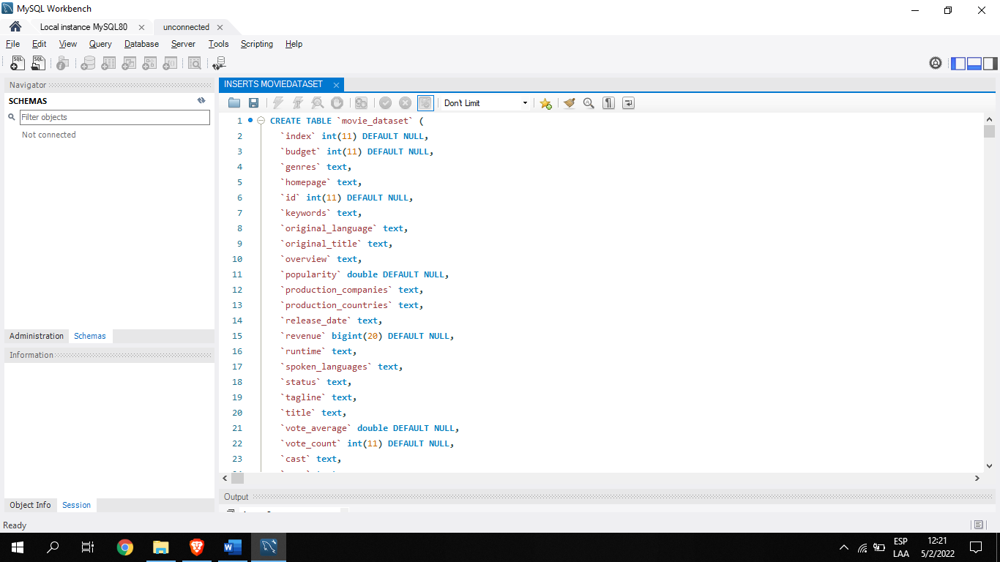 MySQL Workbench
Local instance MySQL80
unconnected
File Edit View Query Database Server Tools Scripting Help
Navigator
SCHEMAS
Filter objects
Not connected
Administration Schemas
Information
Object Info Session
INSERTS MOVIEDATASET
Don't Limit
1 CREATE TABLE `movie_dataset` (
2 `index` int(11) DEFAULT NULL,
3 `budget` int(11) DEFAULT NULL,
4 `genres` text,
5 `homepage` text,
6 `id` int(11) DEFAULT NULL,
7 `keywords` text,
8 `original_language` text,
9 `original_title` text,
10 `overview` text,
11 `popularity` double DEFAULT NULL,
12 `production_companies` text,
13 `production_countries` text,
14 `release_date` text,
15 `revenue` bigint(20) DEFAULT NULL,
16 `runtime` text,
17 `spoken_languages` text,
18 `status` text,
19 `tagline` text,
20 `title` text,
21 `vote_average` double DEFAULT NULL,
22 `vote_count` int(11) DEFAULT NULL,
23 `cast` text,
Output
Ready
ESP
LAA
12:21
5/2/2022